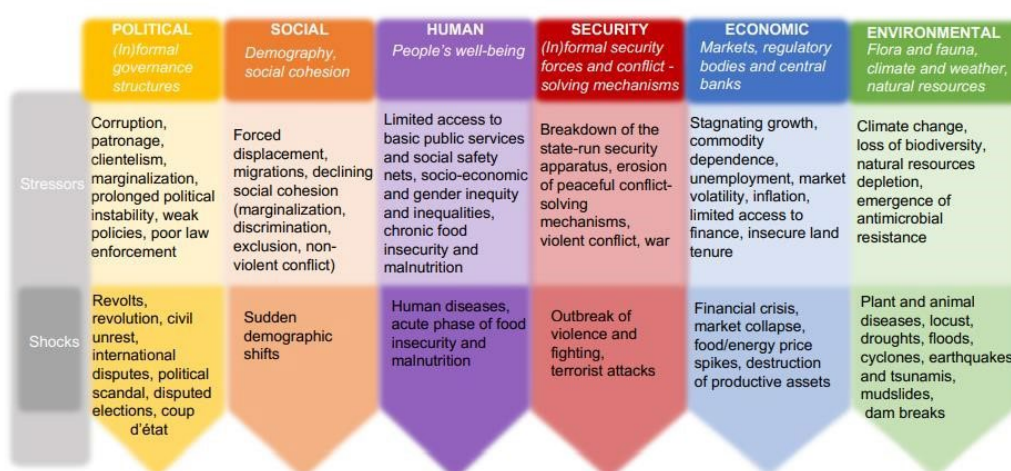 POLITICAL
(In)formal
governance
structures
SOCIAL
Demography,
social cohesion
HUMAN
People's well-being
SECURITY
(In)formal security
forces and conflict -
solving mechanisms
ECONOMIC
Markets, regulatory
bodies and central
banks
ENVIRONMENTAL
Flora and fauna,
climate and weather,
natural resources
Stressors
Corruption,
patronage,
clientelism,
marginalization,
prolonged political
instability, weak
policies, poor law
enforcement
Forced
displacement,
migrations, declining
social cohesion
(marginalization,
discrimination,
exclusion, non-
violent conflict)
Limited access to
basic public services
and social safety
nets, socio-economic
and gender inequity
and inequalities,
chronic food
insecurity and
malnutrition
Breakdown of the
state-run security
apparatus, erosion
of peaceful conflict-
solving
mechanisms,
violent conflict, war
Stagnating growth,
commodity
dependence,
unemployment, market
volatility, inflation,
limited access to
finance, insecure land
tenure
Climate change,
loss of biodiversity,
natural resources
depletion,
emergence of
antimicrobial
resistance
Shocks
Revolts,
revolution, civil
unrest,
international
disputes, political
scandal, disputed
elections, coup
d'état
Sudden
demographic
shifts
Human diseases,
acute phase of food
insecurity and
malnutrition
Outbreak of
violence and
fighting,
terrorist attacks
Financial crisis,
market collapse,
food/energy price
spikes, destruction
of productive assets
Plant and animal
diseases, locust,
droughts, floods,
cyclones, earthquakes
and tsunamis,
mudslides,
dam breaks